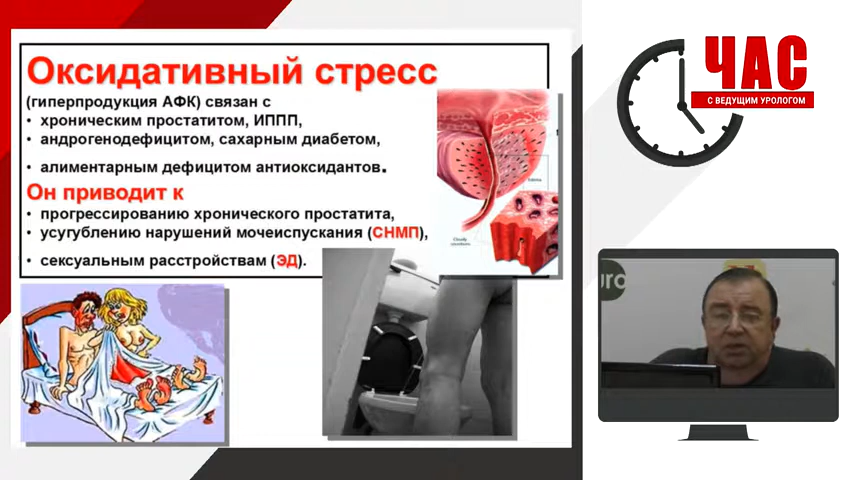 Оксидативный стресс
(гиперпродукция АФК) связан с
• хроническим простатитом, ИППП,
• андрогенодефицитом, сахарным диабетом,
• алиментарным дефицитом антиоксидантов.
Он приводит к
• прогрессированию хронического простатита,
• усугублению нарушений мочеиспускания (СНМП),
• сексуальным расстройствам (ЭД).
ЧАС
С ВЕДУЩИМ УРОЛОГОМ
uro